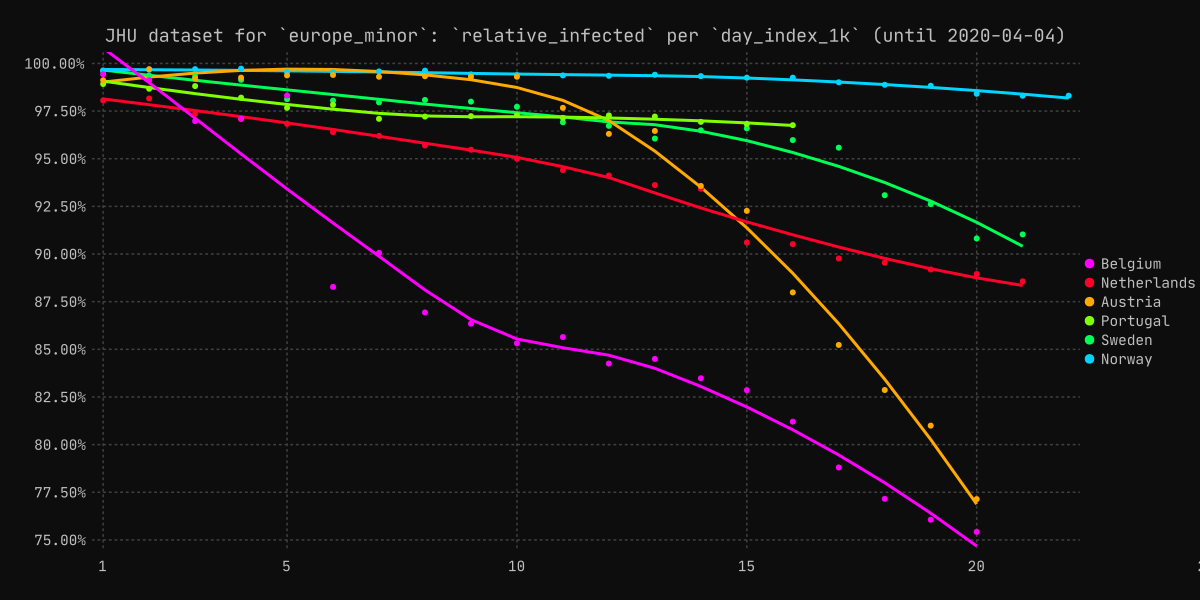 JHU dataset for `europe_minor`: `relative_infected` per `day_index_1k` (until 2020-04-04)
100.00%
97.50%
95.00%
92.50%
90.00%
87.50%
85.00%
82.50%
80.00%
77.50%
75.00%
1 5 10 15 20
Belgium
Netherlands
Austria
Portugal
Sweden
Norway